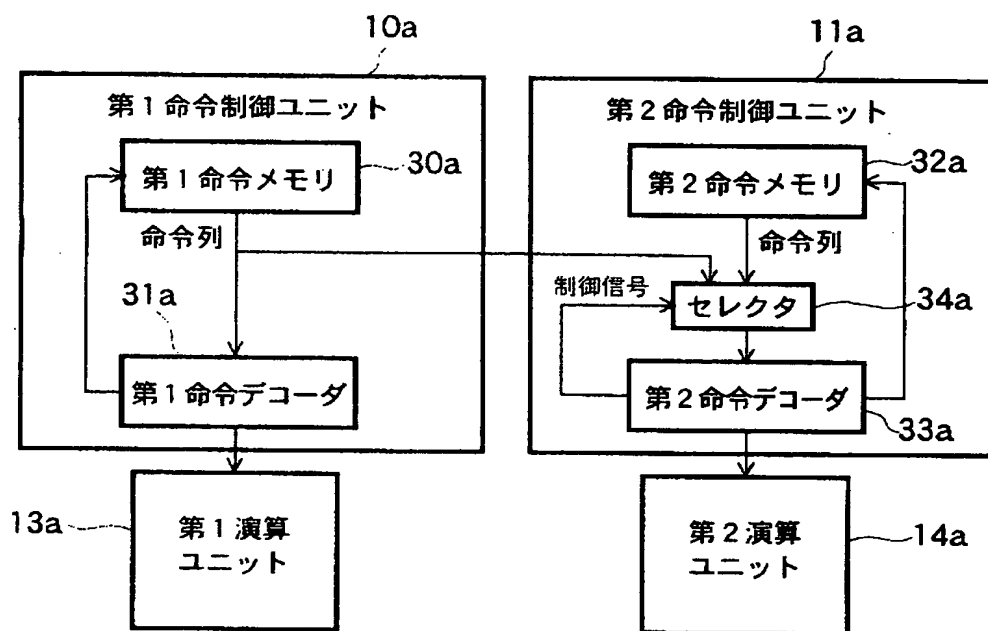 10a
11a
第1命令制御ユニット
第2命令制御ユニット
第1命令メモリ
30a
第2命令メモリ
32a
命令列
命令列
制御信号
31a
セレクタ
34a
第1命令デコーダ
第2命令デコーダ
33a
13a
第1演算
ユニット
第2演算
ユニット
14a